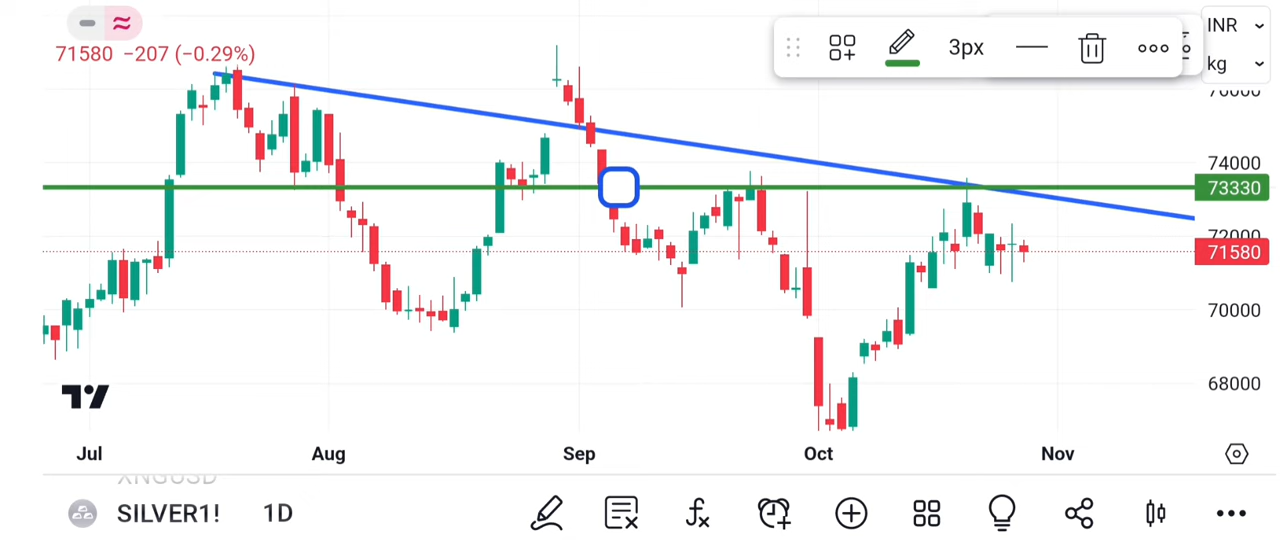 71580 −207 (−0.29%)
3px
INR
kg
76000
74000
73330
72000
71580
70000
68000
Jul Aug Sep Oct Nov
XNGUSD
SILVER1! 1D